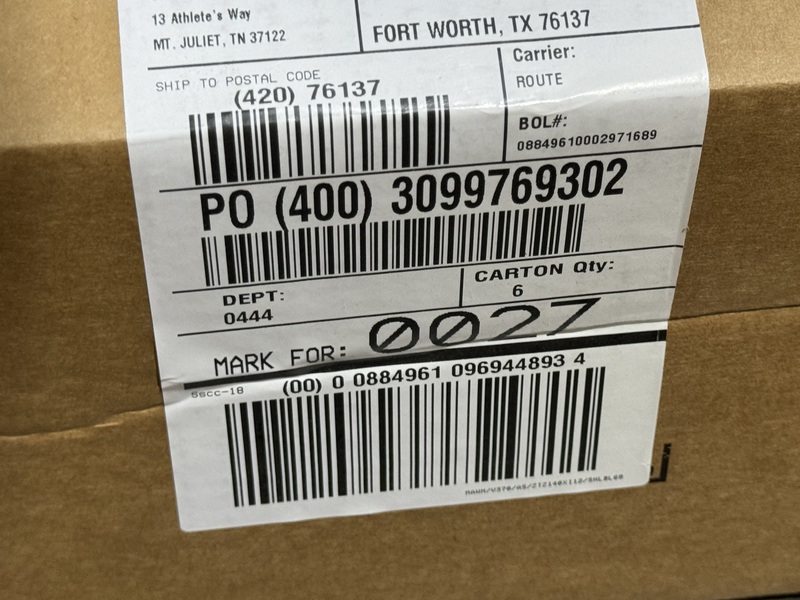 13 Athlete's Way
MT. JULIET, TN 37122
FORT WORTH, TX 76137
SHIP TO POSTAL CODE
(420) 76137
Carrier:
ROUTE
BOL#:
08849610002971689
PO (400) 3099769302
DEPT:
0444
CARTON Qty:
6
MARK FOR: 0027
SSCC-18
(00) 0 0884961 096944893 4